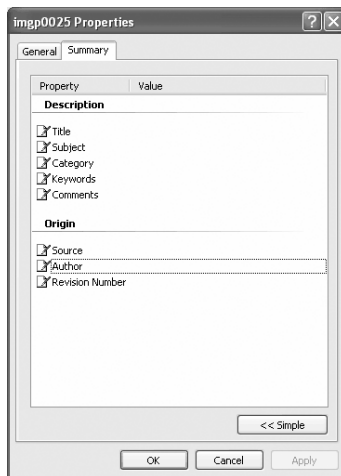 imgp0025 Properties
General Summary
Property Value
Description
Title
Subject
Category
Keywords
Comments
Origin
Source
Author
Revision Number
<< Simple
OK Cancel Apply